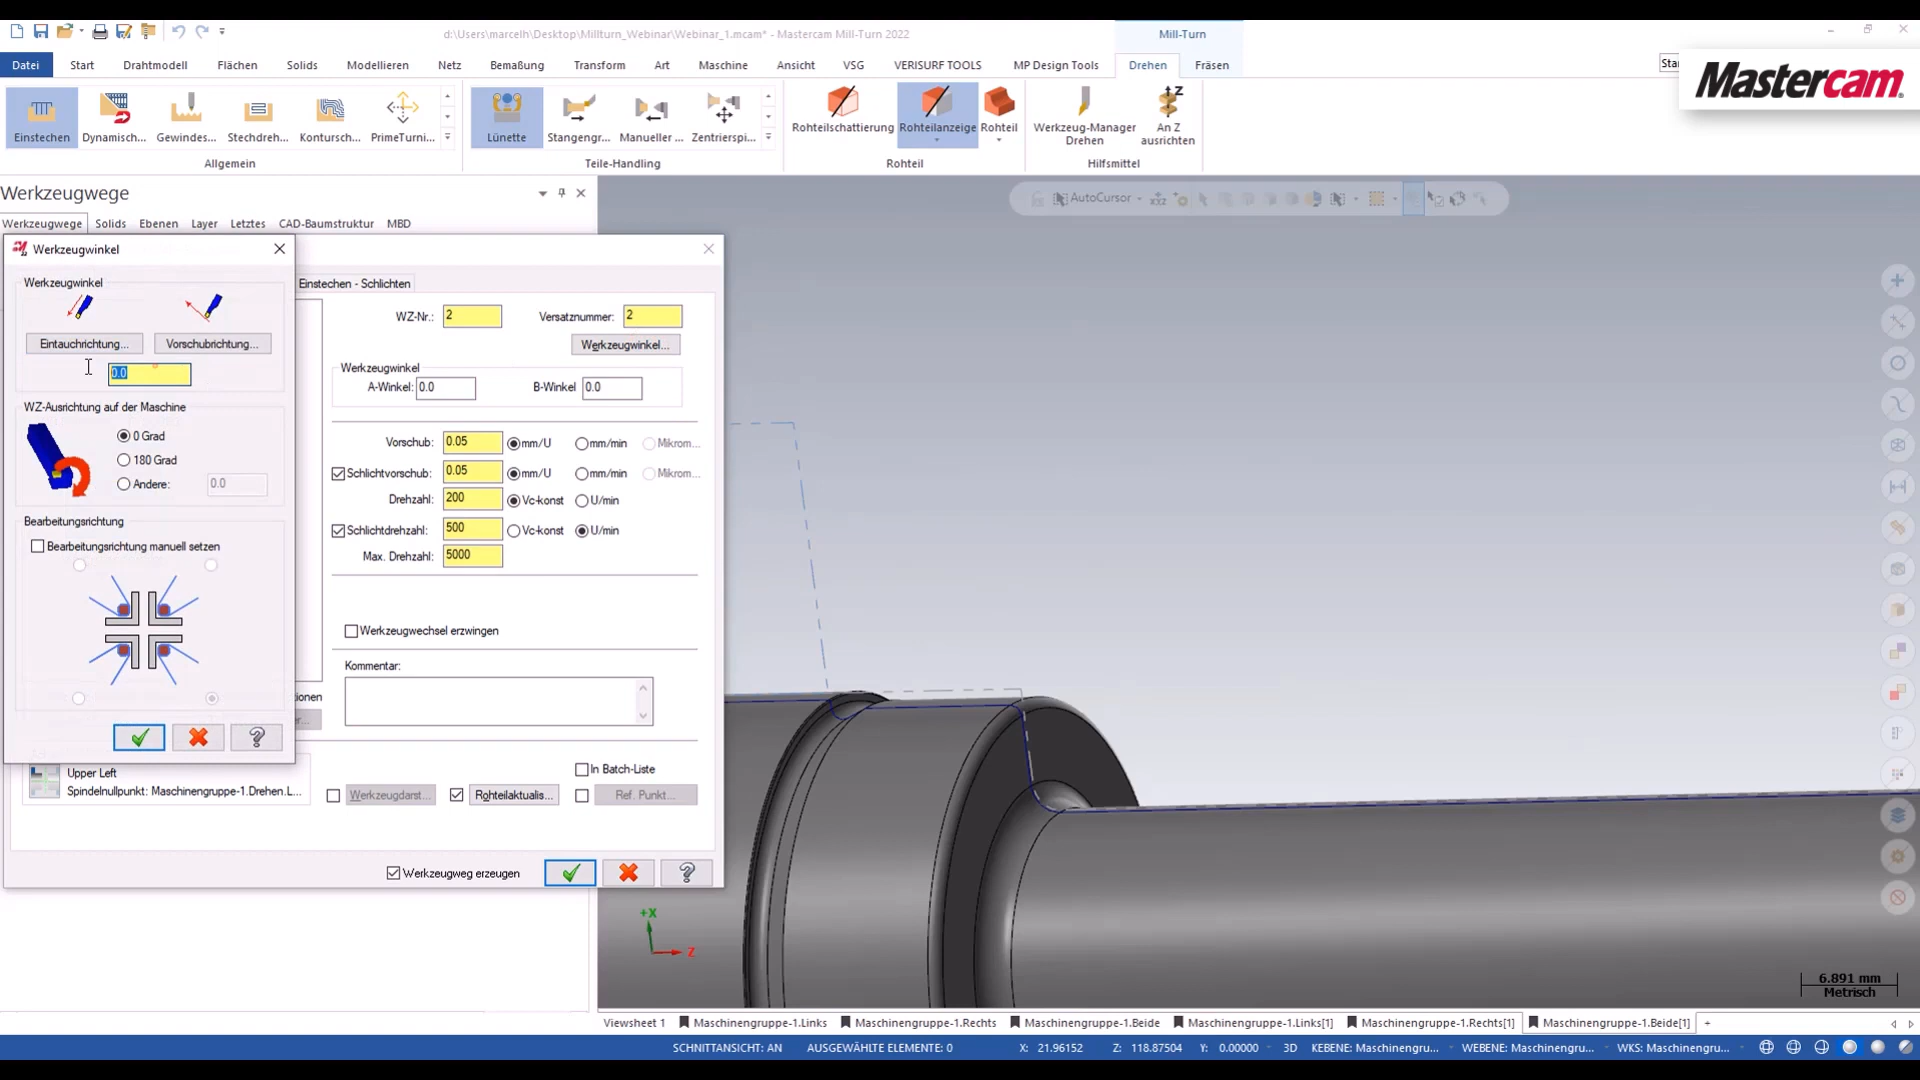 d:\Users\marcelh\Desktop\Millturn_Webinar\Webinar_1.mcam* - Mastercam Mill-Turn 2022
Mill-Turn
Datei Start Drahtmodell Flächen Solids Modellieren Netz Bemaßung Transform Art Maschine Ansicht VSG VERISURF TOOLS MP Design Tools Drehen Fräsen
Mastercam
Einstechen Dynamisch... Gewindes... Stechdreh... Kontursch... PrimeTurni... Lünette Stangengr... Manueller ... Zentrierspi... Rohteilschattierung Rohteilanzeige Rohteil Werkzeug-Manager Drehen An Z ausrichten
Allgemein Teile-Handling Rohteil Hilfsmittel
Werkzeugwege
AutoCursor
Werkzeugwege Solids Ebenen Layer Letztes CAD-Baumstruktur MBD
Werkzeugwinkel
Werkzeugwinkel
Eintauchrichtung... Vorschubrichtung...
0.0
WZ-Ausrichtung auf der Maschine
0 Grad
180 Grad
Andere: 0.0
Bearbeitungsrichtung
Bearbeitungsrichtung manuell setzen
Einstechen - Schlichten
WZ-Nr.: 2 Versatznummer: 2
Werkzeugwinkel...
Werkzeugwinkel
A-Winkel: 0.0 B-Winkel 0.0
Vorschub: 0.05 mm/U mm/min Mikrom...
Schlichtvorschub: 0.05 mm/U mm/min Mikrom...
Drehzahl: 200 Vc-konst U/min
Schlichtdrehzahl: 500 Vc-konst U/min
Max. Drehzahl: 5000
Werkzeugwechsel erzwingen
Kommentar:
Upper Left
Spindelnullpunkt: Maschinengruppe-1.Drehen.L...
In Batch-Liste
Werkzeugdarst... Rohteilaktualis... Ref. Punkt...
Werkzeugweg erzeugen
+X
Z
6.891 mm
Metrisch
Viewsheet 1 Maschinengruppe-1.Links Maschinengruppe-1.Rechts Maschinengruppe-1.Beide Maschinengruppe-1.Links[1] Maschinengruppe-1.Rechts[1] Maschinengruppe-1.Beide[1] +
SCHNITTANSICHT: AN AUSGEWÄHLTE ELEMENTE: 0 X: 21.96152 Z: 118.87504 Y: 0.00000 3D KEBENE: Maschinengru... WEBENE: Maschinengru... WKS: Maschinengru...